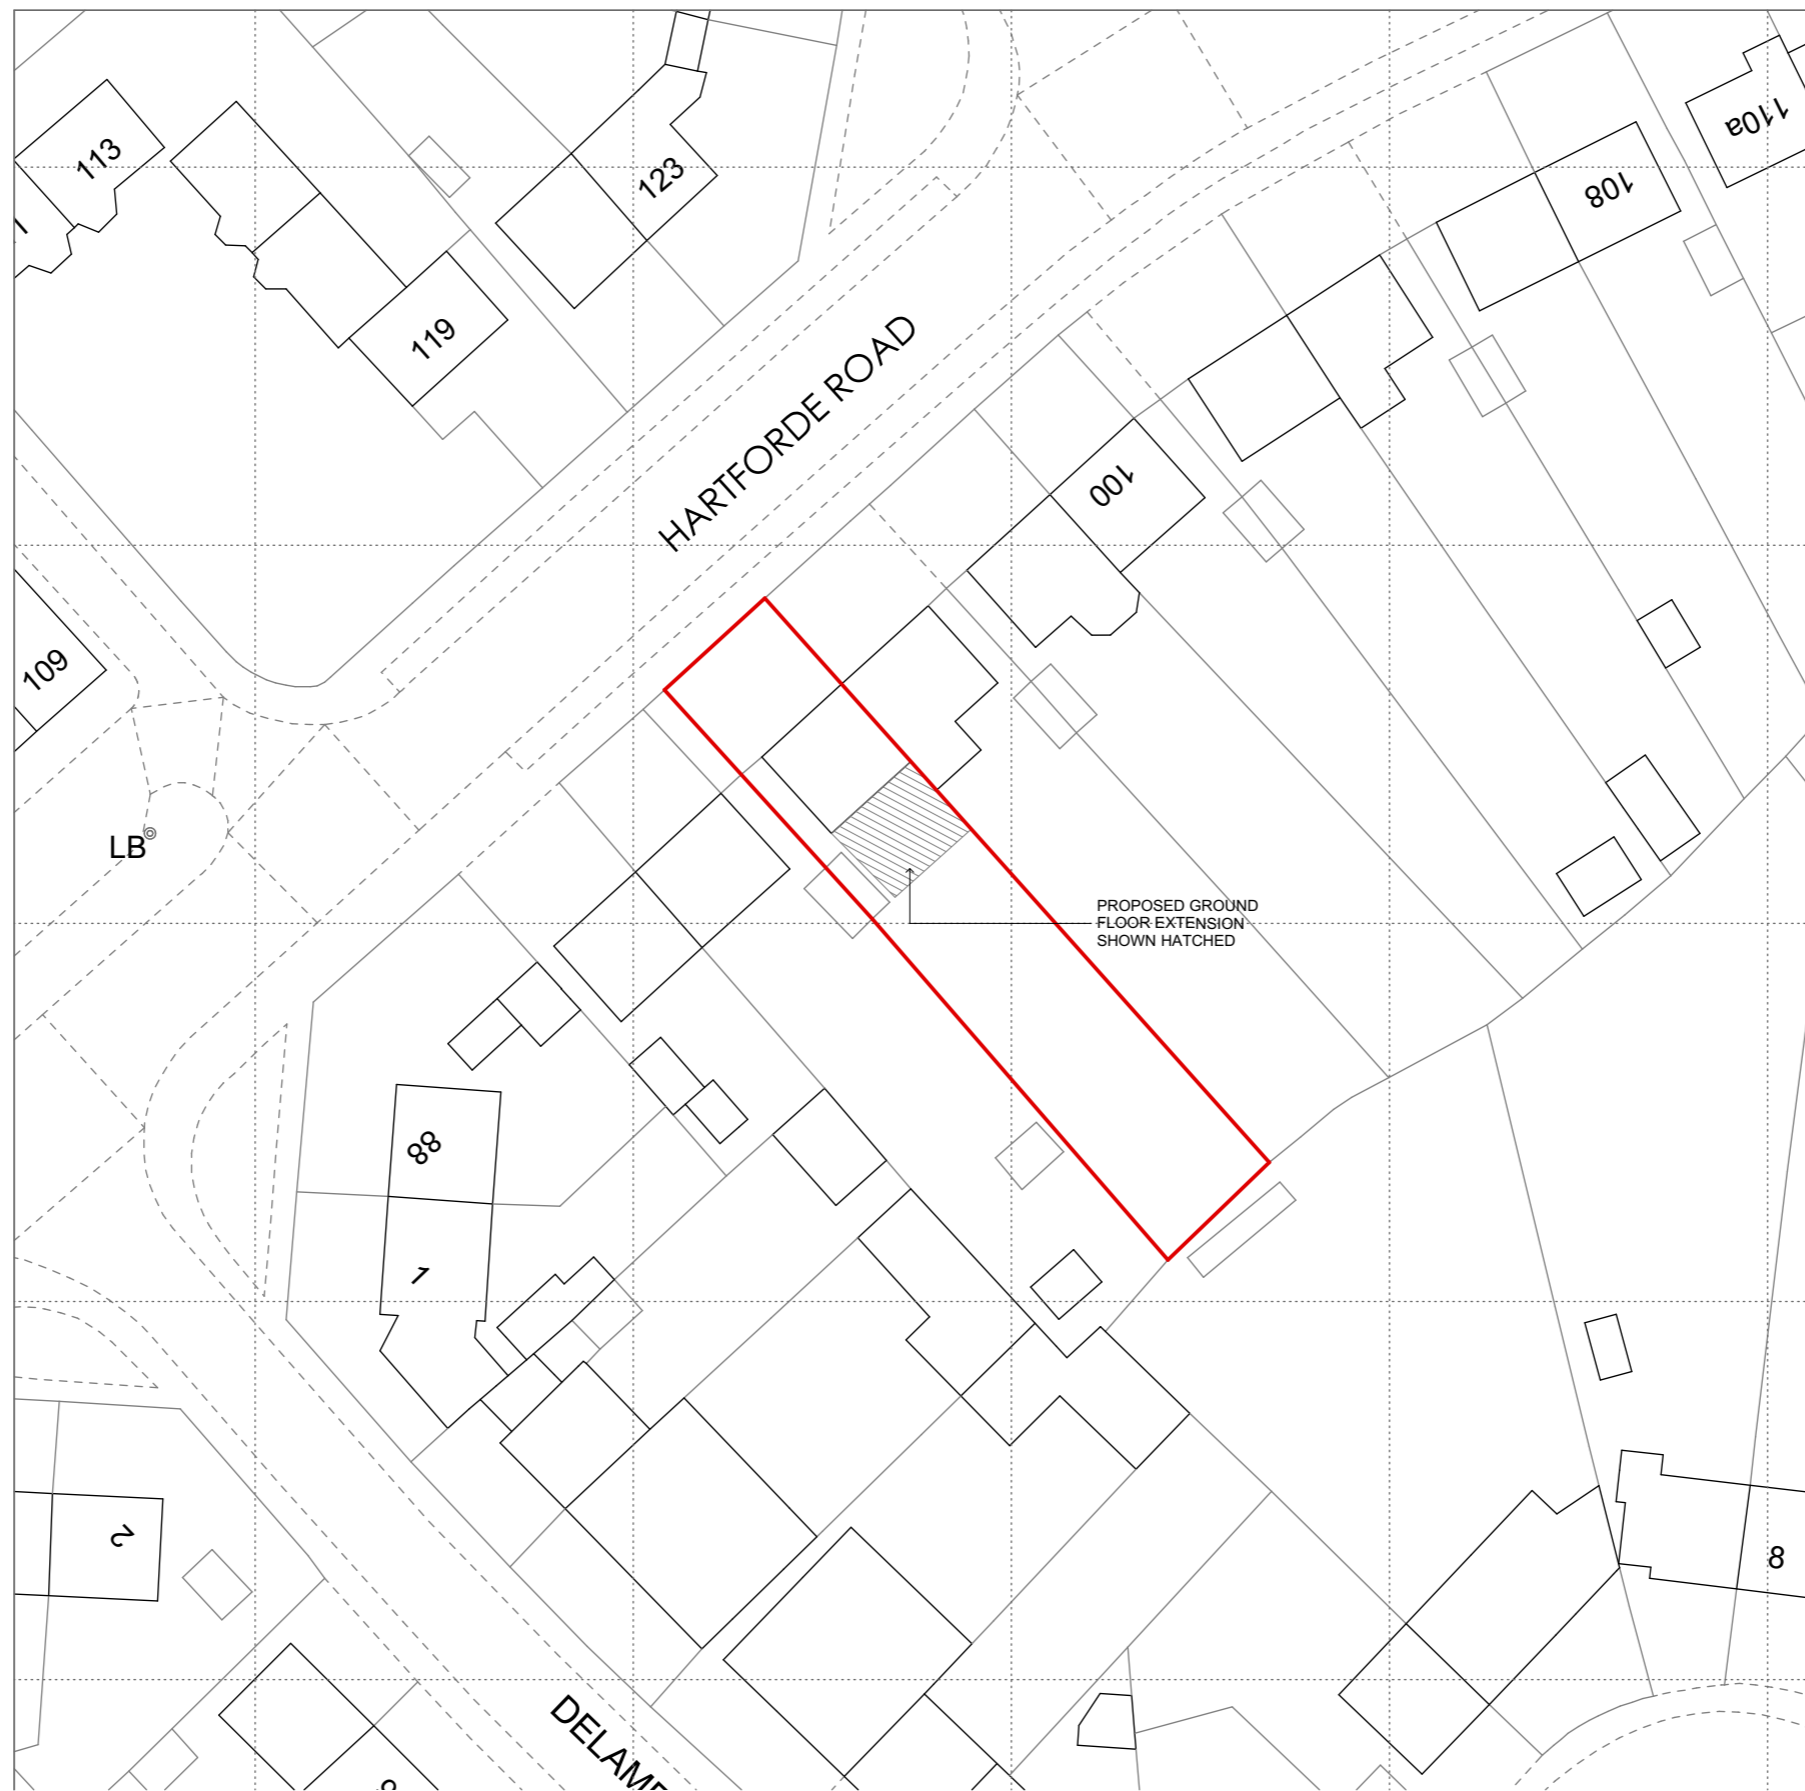 113
123
110a
108
119
HARTFORDE ROAD
100
109
LB
PROPOSED GROUND
FLOOR EXTENSION
SHOWN HATCHED
88
1
2
8